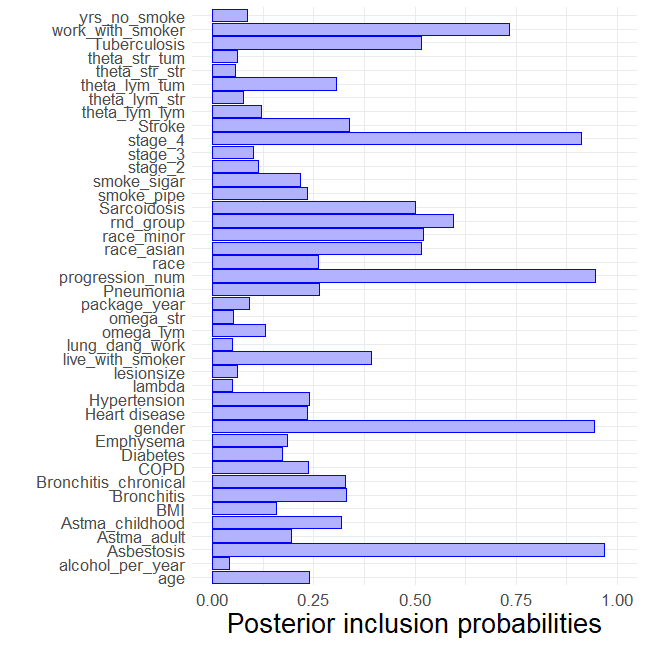 yrs_no_smoke
work_with_smoker
Tuberculosis
theta_str_tum
theta_str_str
theta_lym_tum
theta_lym_str
theta_lym_lym
Stroke
stage_4
stage_3
stage_2
smoke_sigar
smoke_pipe
Sarcoidosis
rnd_group
race_minor
race_asian
race
progression_num
Pneumonia
package_year
omega_str
omega_lym
lung_dang_work
live_with_smoker
lesionsize
lambda
Hypertension
Heart disease
gender
Emphysema
Diabetes
COPD
Bronchitis_chronical
Bronchitis
BMI
Astma_childhood
Astma_adult
Asbestosis
alcohol_per_year
age
0.00 0.25 0.50 0.75 1.00
Posterior inclusion probabilities